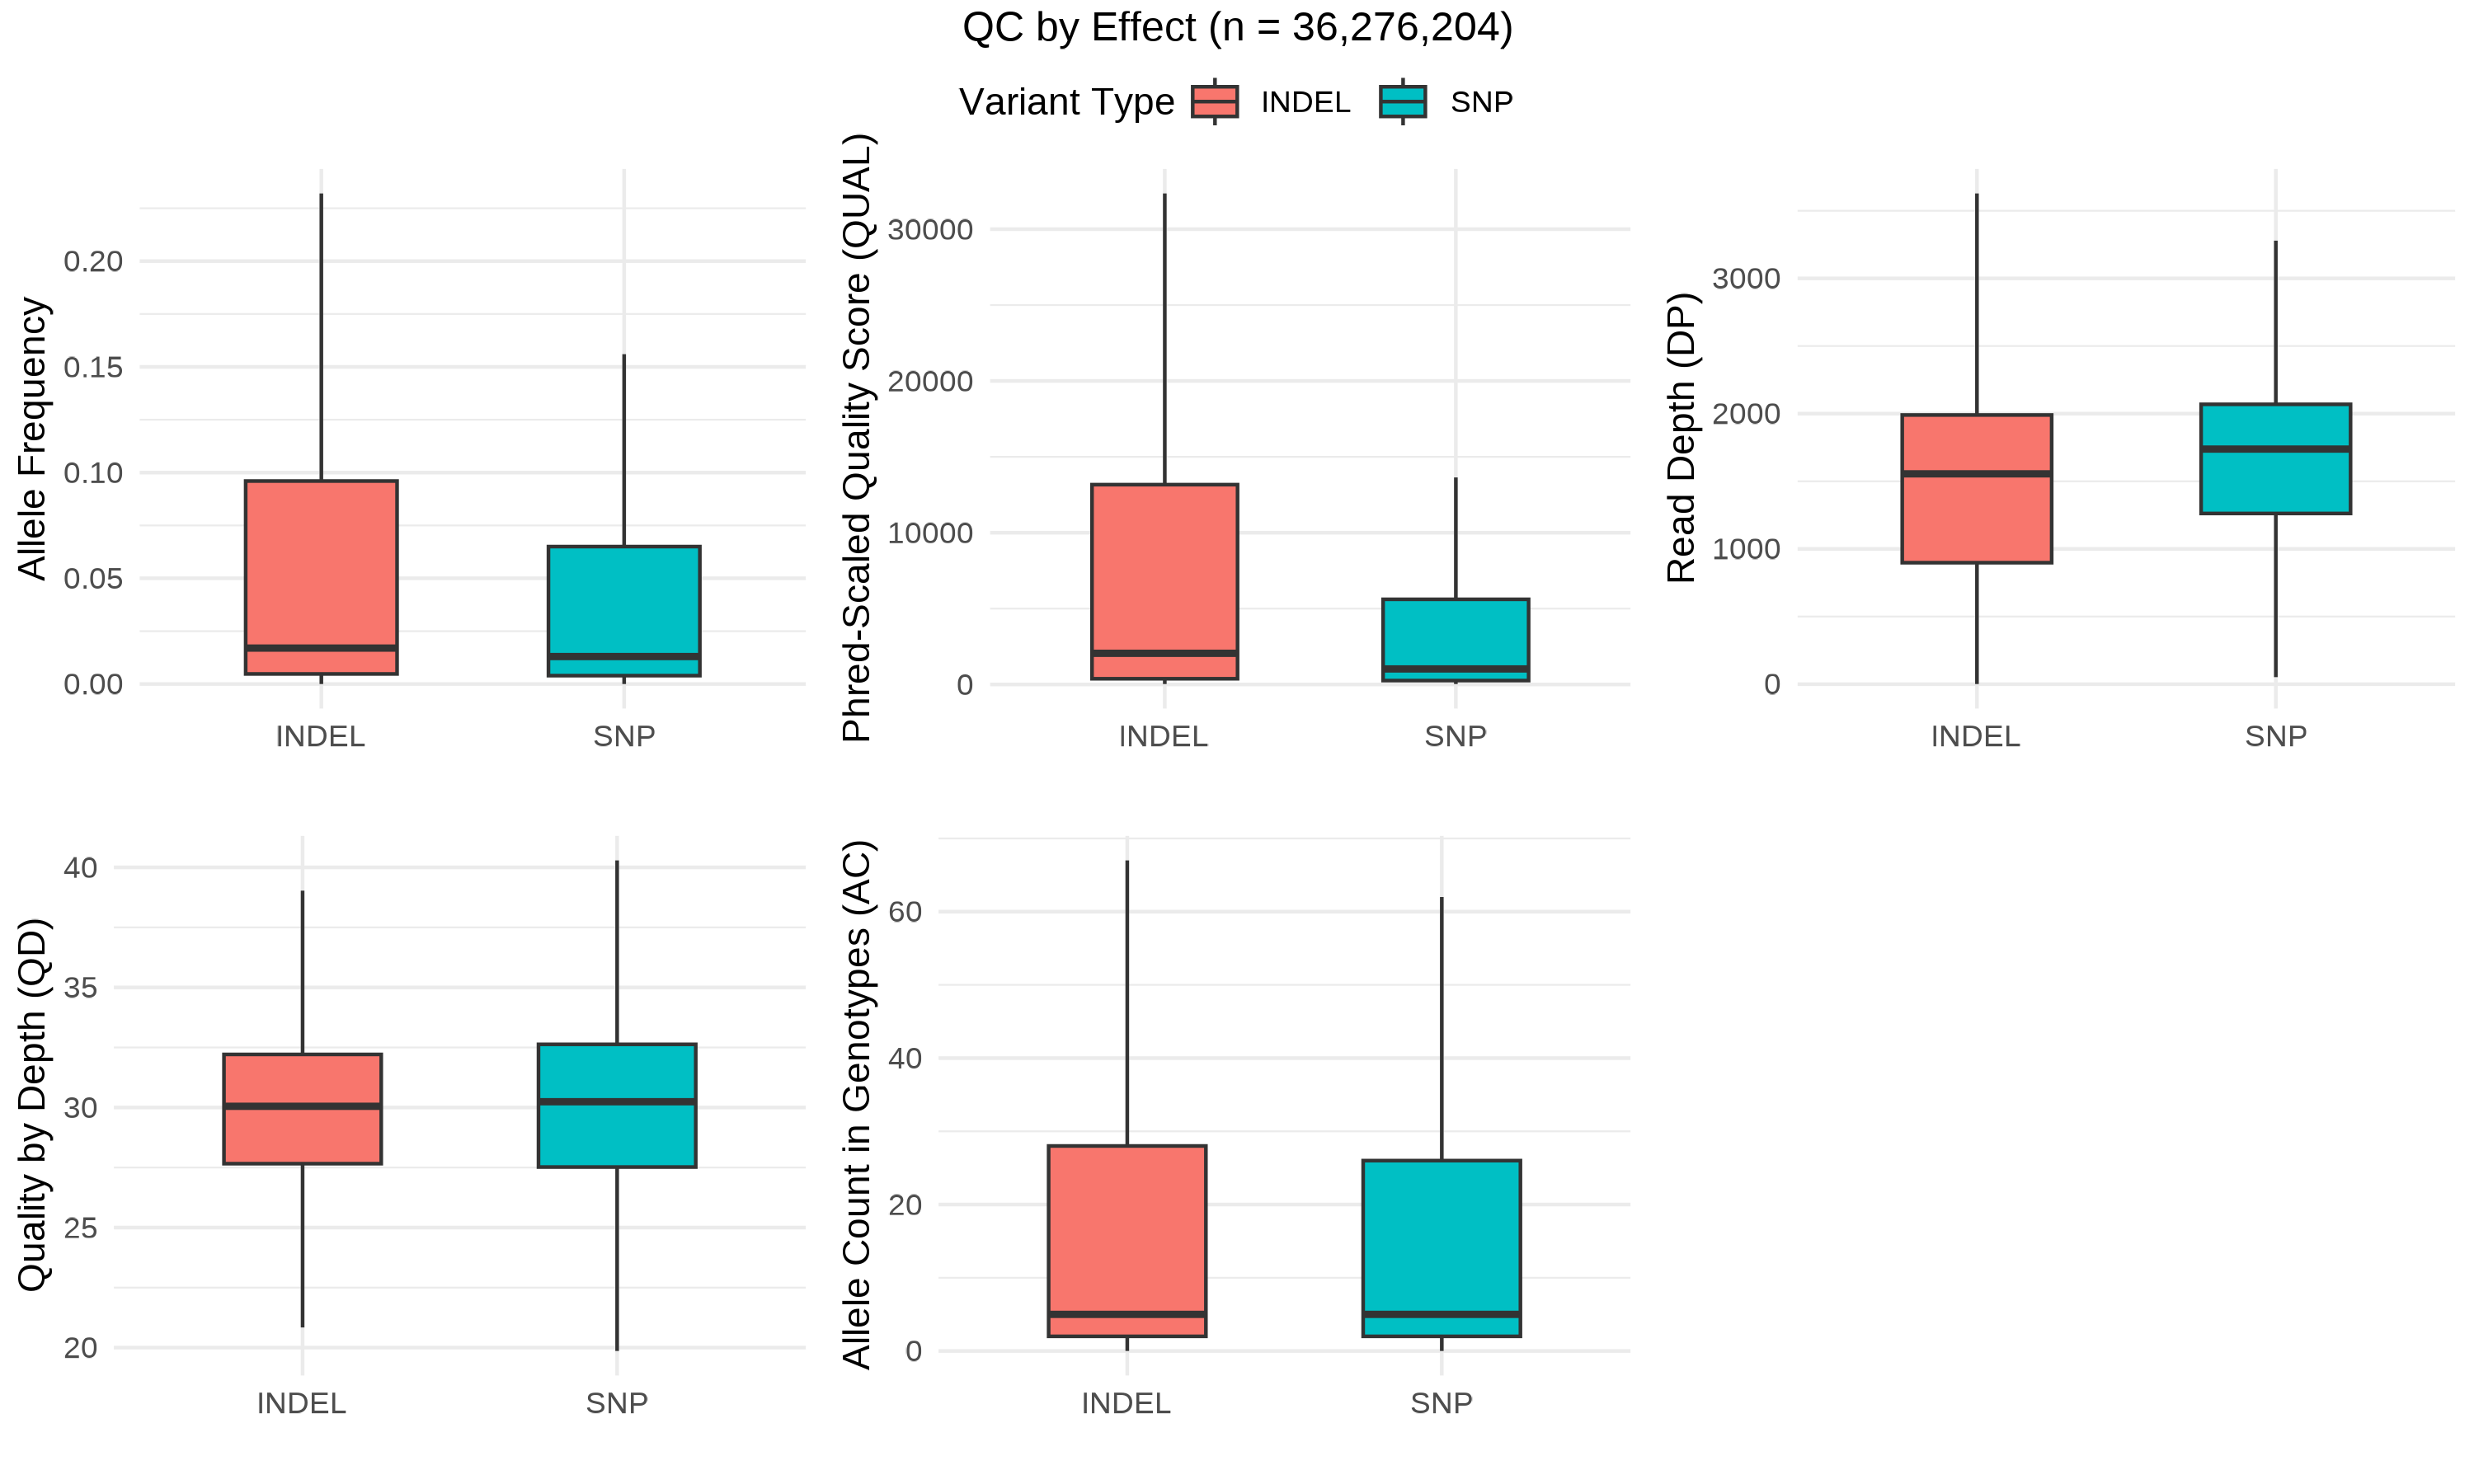 QC by Effect (n = 36,276,204)
Variant Type INDEL SNP
Allele Frequency
0.20
0.15
0.10
0.05
0.00
INDEL SNP
Phred-Scaled Quality Score (QUAL)
30000
20000
10000
0
INDEL SNP
Read Depth (DP)
3000
2000
1000
0
INDEL SNP
Quality by Depth (QD)
40
35
30
25
20
INDEL SNP
Allele Count in Genotypes (AC)
60
40
20
0
INDEL SNP